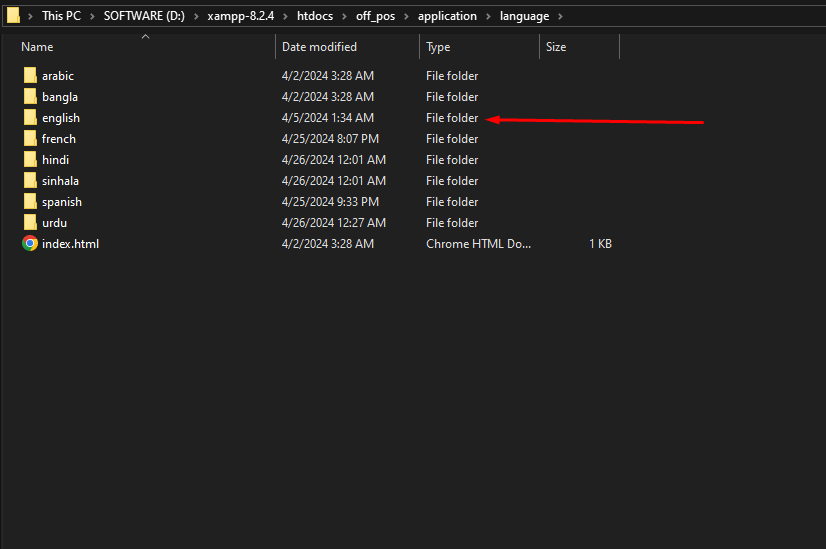 This PC > SOFTWARE (D:) > xampp-8.2.4 > htdocs > off_pos > application > language >
Name Date modified Type Size
arabic 4/2/2024 3:28 AM File folder
bangla 4/2/2024 3:28 AM File folder
english 4/5/2024 1:34 AM File folder
french 4/25/2024 8:07 PM File folder
hindi 4/26/2024 12:01 AM File folder
sinhala 4/26/2024 12:01 AM File folder
spanish 4/25/2024 9:33 PM File folder
urdu 4/26/2024 12:27 AM File folder
index.html 4/2/2024 3:28 AM Chrome HTML Do... 1 KB